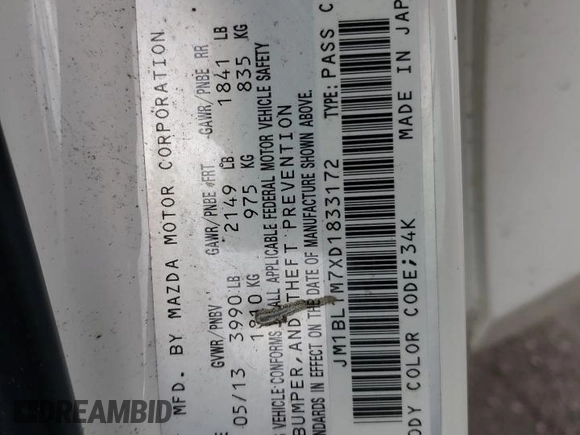 MFD. BY MAZDA MOTOR CORPORATION
GVWR/PNBV GAWR/PNBE FRT GAWR/PNBE RR
05/13 3990 LB 2149 LB 1841 LB
KG 975 KG 835 KG
VEHICLE CONFORMS ALL APPLICABLE FEDERAL MOTOR VEHICLE SAFETY
BUMPER, AND THEFT PREVENTION
IN EFFECT ON THE DATE OF MANUFACTURE SHOWN ABOVE.
TYPE: PASS C
COLOR CODE;34K MADE IN JAP
DREAMBID